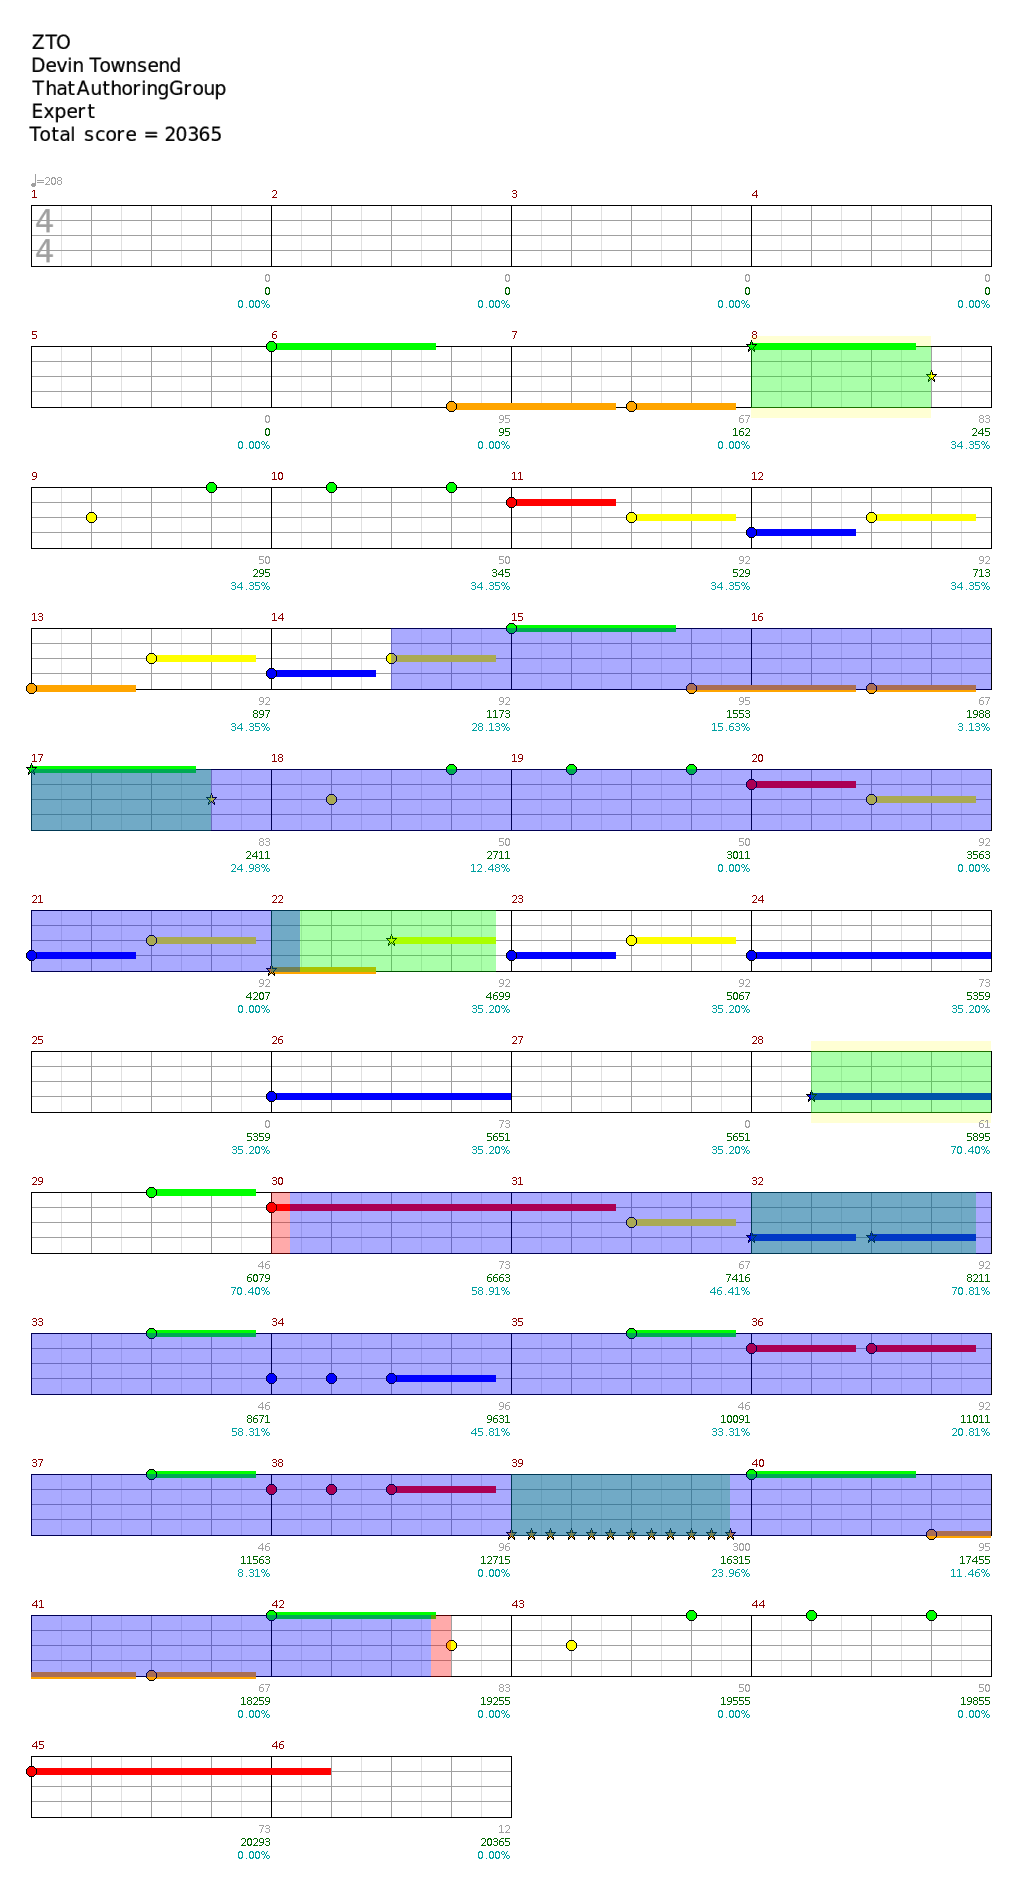 ZTO
Devin Townsend
ThatAuthoringGroup
Expert
Total score = 20365
♩=208
1 2 3 4
4
4
0 0 0 0
0 0 0 0
0.00% 0.00% 0.00% 0.00%
5 6 7 8
0 95 67 83
0 95 162 245
0.00% 0.00% 0.00% 34.35%
9 10 11 12
50 50 92 92
295 345 529 713
34.35% 34.35% 34.35% 34.35%
13 14 15 16
92 92 95 67
897 1173 1553 1988
34.35% 28.13% 15.63% 3.13%
17 18 19 20
83 50 50 92
2411 2711 3011 3563
24.98% 12.48% 0.00% 0.00%
21 22 23 24
92 92 92 73
4207 4699 5067 5359
0.00% 35.20% 35.20% 35.20%
25 26 27 28
0 73 0 61
5359 5651 5651 5895
35.20% 35.20% 35.20% 70.40%
29 30 31 32
46 73 67 92
6079 6663 7416 8211
70.40% 58.91% 46.41% 70.81%
33 34 35 36
46 96 46 92
8671 9631 10091 11011
58.31% 45.81% 33.31% 20.81%
37 38 39 40
46 96 300 95
11563 12715 16315 17455
8.31% 0.00% 23.96% 11.46%
41 42 43 44
67 83 50 50
18259 19255 19555 19855
0.00% 0.00% 0.00% 0.00%
45 46
73 12
20293 20365
0.00% 0.00%